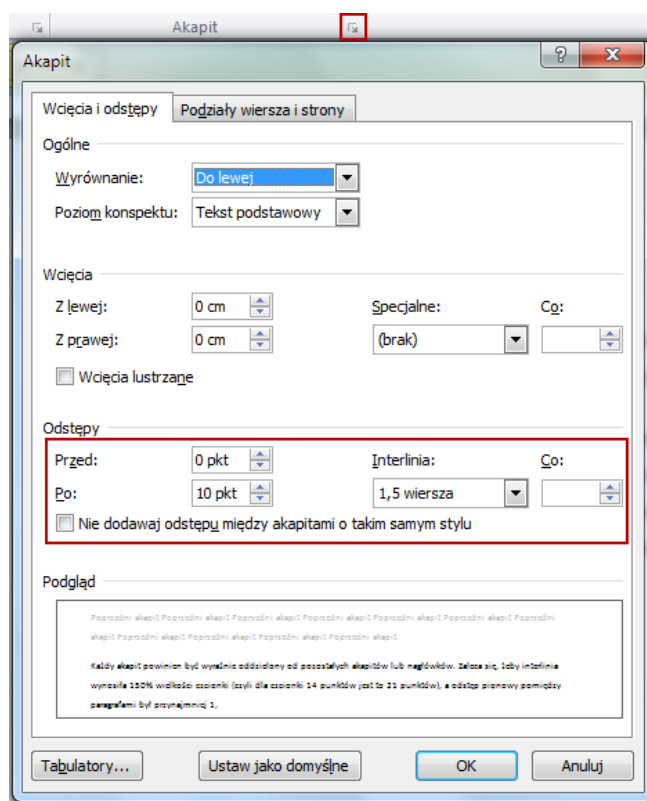 Akapit
Akapit
Wcięcia i odstępy Podziały wiersza i strony
Ogólne
Wyrównanie: Do lewej
Poziom konspektu: Tekst podstawowy
Wcięcia
Z lewej: 0 cm Specjalne: Co:
Z prawej: 0 cm (brak)
Wcięcia lustrzane
Odstępy
Przed: 0 pkt Interlinia: Co:
Po: 10 pkt 1,5 wiersza
Nie dodawaj odstępu między akapitami o takim samym stylu
Podgląd
Poprzedni akapit Poprzedni akapit Poprzedni akapit Poprzedni akapit Poprzedni akapit Poprzedni akapit Poprzedni
akapit Poprzedni akapit Poprzedni akapit Poprzedni akapit Poprzedni akapit
Każdy akapit powinien być wyraźnie oddzielony od pozostałych akapitów lub nagłówków. Zaleca się, żeby interlinia
wynosiła 150% wielkości czcionki (czyli dla czcionki 14 punktów jest to 21 punktów), a odstęp pionowy pomiędzy
paragrafami był przynajmniej 1,
Tabulatory... Ustaw jako domyślne OK Anuluj